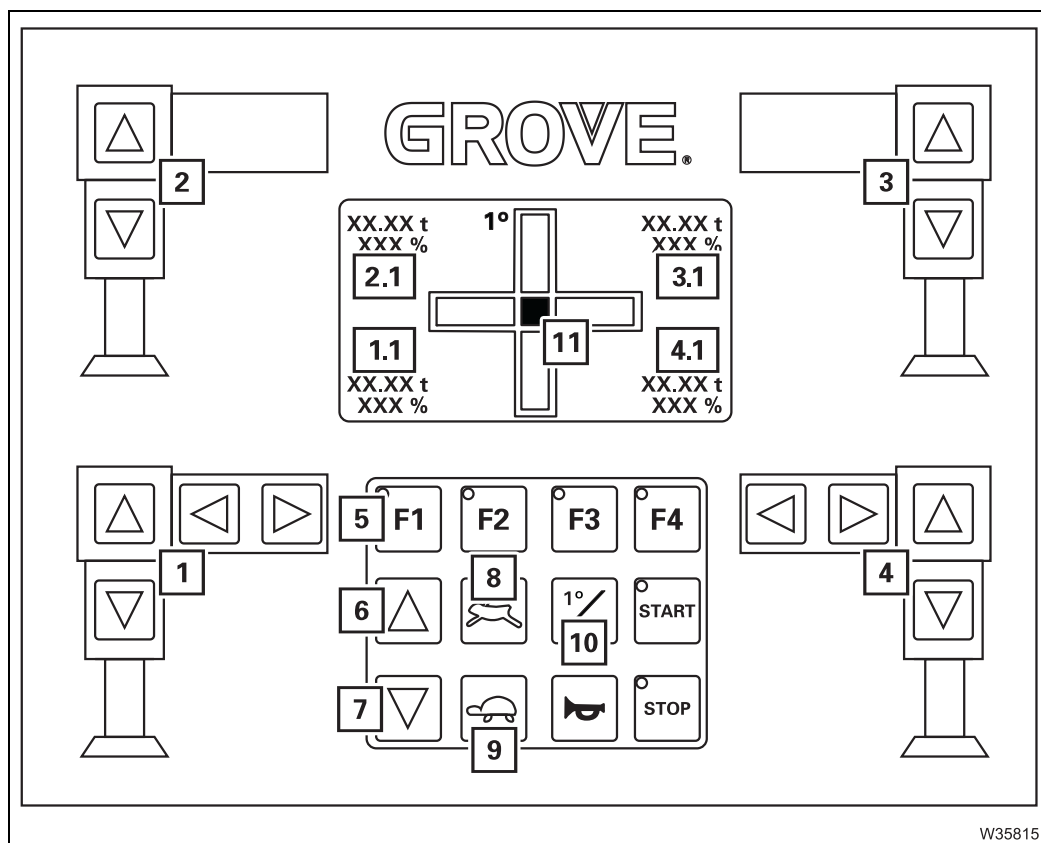 GROVE®
2
3
XX.XX t
XXX %
2.1
1°
XX.XX t
XXX %
3.1
11
1.1
XX.XX t
XXX %
4.1
XX.XX t
XXX %
1
4
5 F1 F2 F3 F4
8
6 1° START
10
7 STOP
9
W35815